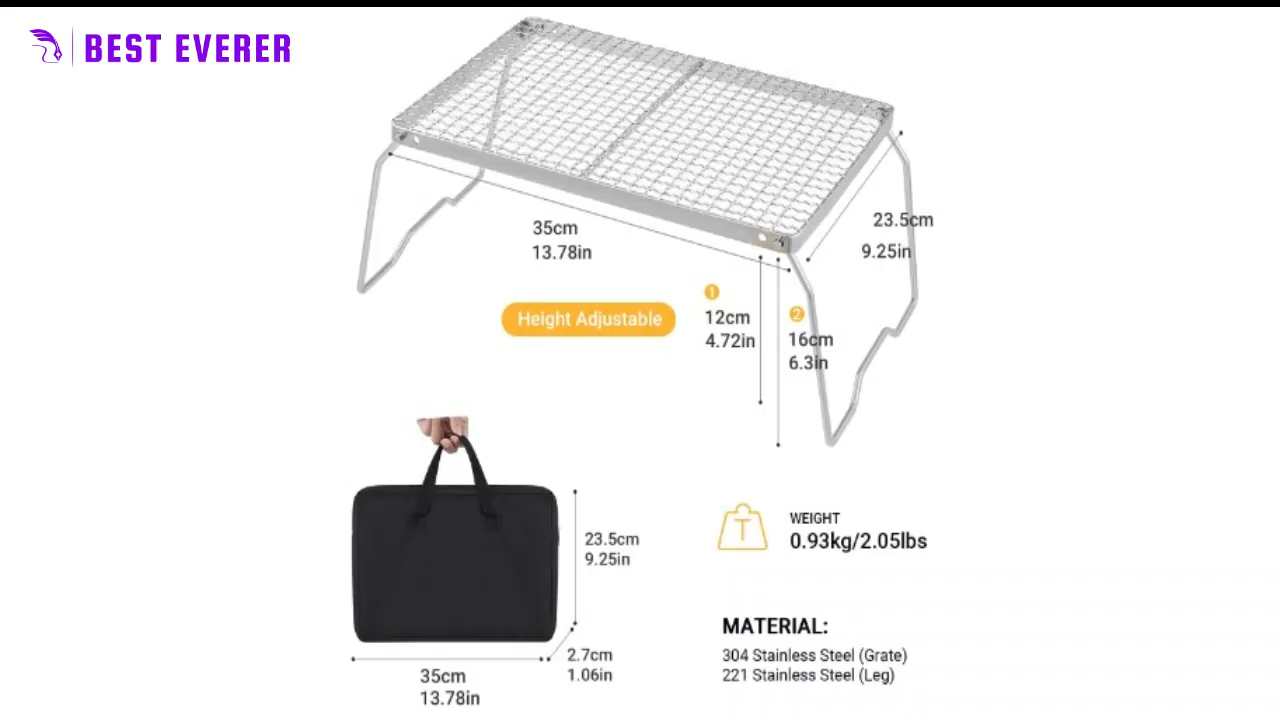 BEST EVERER
35cm
13.78in
23.5cm
9.25in
Height Adjustable
1
12cm
4.72in
2
16cm
6.3in
23.5cm
9.25in
2.7cm
1.06in
35cm
13.78in
T
WEIGHT
0.93kg/2.05lbs
MATERIAL:
304 Stainless Steel (Grate)
221 Stainless Steel (Leg)